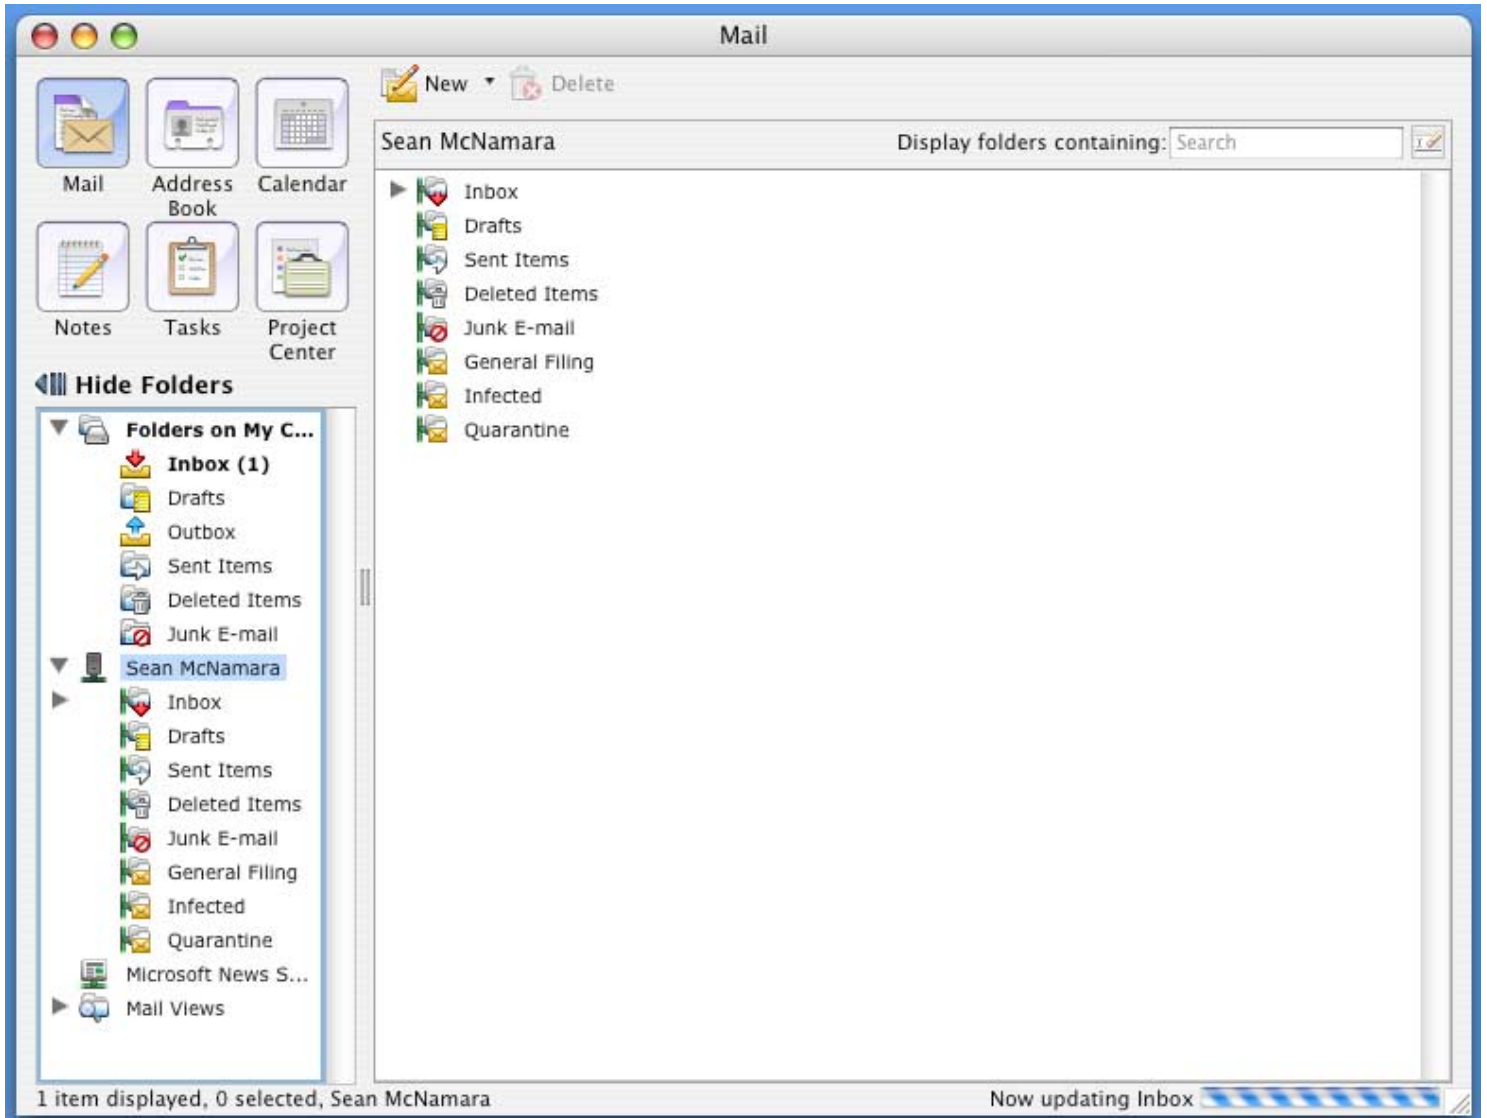 Mail
New
Delete
Sean McNamara
Display folders containing: Search
Mail
Address Book
Calendar
Notes
Tasks
Project Center
Hide Folders
Folders on My C...
Inbox (1)
Drafts
Outbox
Sent Items
Deleted Items
Junk E-mail
Sean McNamara
Inbox
Drafts
Sent Items
Deleted Items
Junk E-mail
General Filing
Infected
Quarantine
Microsoft News S...
Mail Views
Inbox
Drafts
Sent Items
Deleted Items
Junk E-mail
General Filing
Infected
Quarantine
1 item displayed, 0 selected, Sean McNamara
Now updating Inbox